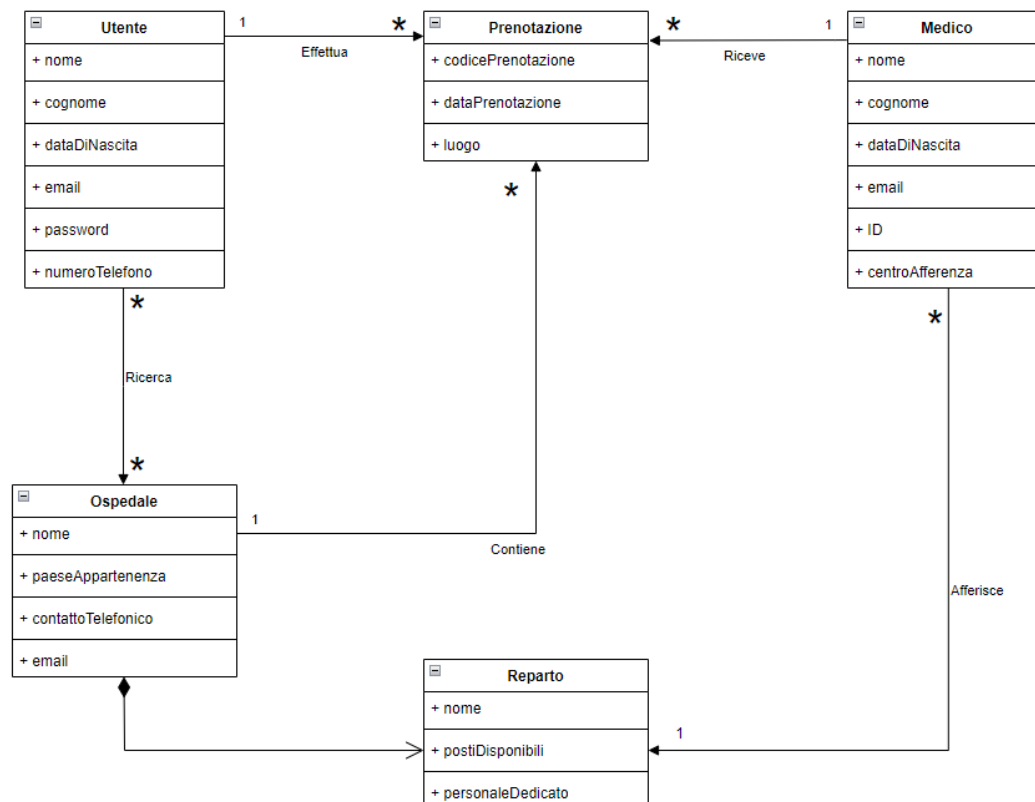 Utente
+ nome
+ cognome
+ dataDiNascita
+ email
+ password
+ numeroTelefono
1
*
Effettua
Prenotazione
+ codicePrenotazione
+ dataPrenotazione
+ luogo
*
1
Riceve
Medico
+ nome
+ cognome
+ dataDiNascita
+ email
+ ID
+ centroAfferenza
*
Ricerca
*
*
Afferisce
1
Ospedale
+ nome
+ paeseAppartenenza
+ contattoTelefonico
+ email
1
Contiene
*
Reparto
+ nome
+ postiDisponibili
+ personaleDedicato